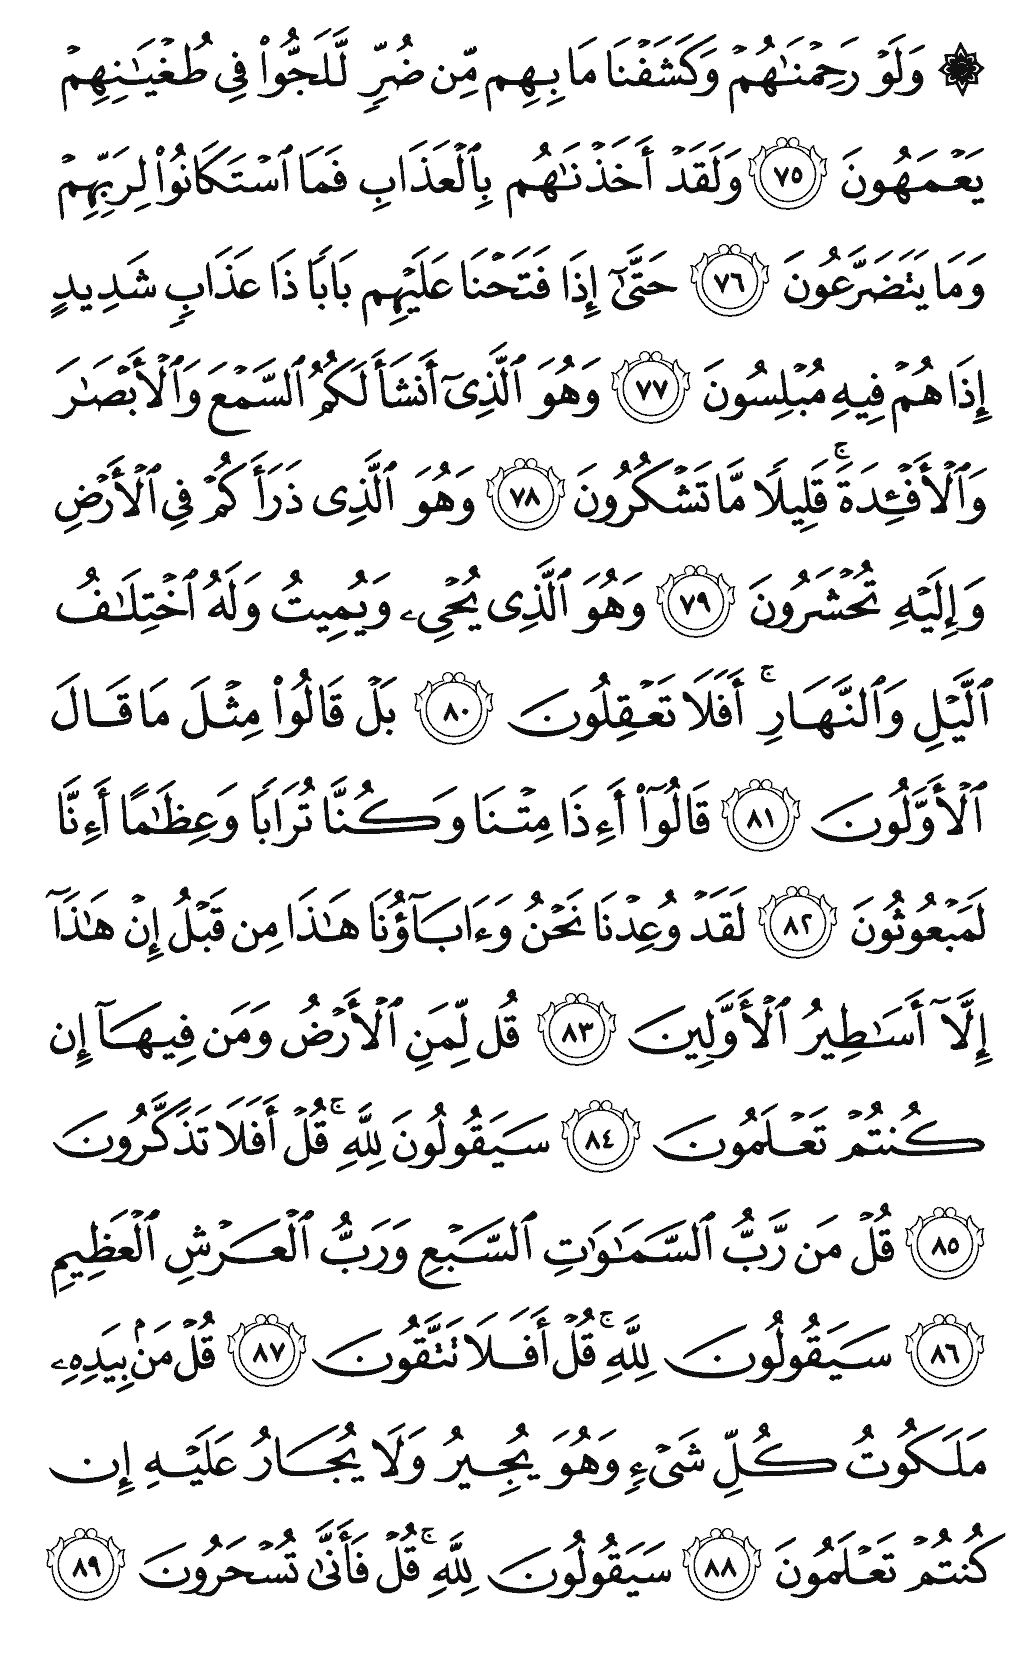 ۞ وَلَوْ رَحِمْنَـٰهُمْ وَكَشَفْنَا مَا بِهِم مِّن ضُرٍّ لَّلَجُّوا۟ فِى طُغْيَـٰنِهِمْ
يَعْمَهُونَ ٧٥ وَلَقَدْ أَخَذْنَـٰهُم بِٱلْعَذَابِ فَمَا ٱسْتَكَانُوا۟ لِرَبِّهِمْ
وَمَا يَتَضَرَّعُونَ ٧٦ حَتَّىٰٓ إِذَا فَتَحْنَا عَلَيْهِم بَابًا ذَا عَذَابٍ شَدِيدٍ
إِذَا هُمْ فِيهِ مُبْلِسُونَ ٧٧ وَهُوَ ٱلَّذِىٓ أَنشَأَ لَكُمُ ٱلسَّمْعَ وَٱلْأَبْصَـٰرَ
وَٱلْأَفْـِٔدَةَ ۚ قَلِيلًا مَّا تَشْكُرُونَ ٧٨ وَهُوَ ٱلَّذِى ذَرَأَكُمْ فِى ٱلْأَرْضِ
وَإِلَيْهِ تُحْشَرُونَ ٧٩ وَهُوَ ٱلَّذِى يُحْىِۦ وَيُمِيتُ وَلَهُ ٱخْتِلَـٰفُ
ٱلَّيْلِ وَٱلنَّهَارِ ۚ أَفَلَا تَعْقِلُونَ ٨٠ بَلْ قَالُوا۟ مِثْلَ مَا قَالَ
ٱلْأَوَّلُونَ ٨١ قَالُوٓا۟ أَءِذَا مِتْنَا وَكُنَّا تُرَابًا وَعِظَـٰمًا أَءِنَّا
لَمَبْعُوثُونَ ٨٢ لَقَدْ وُعِدْنَا نَحْنُ وَءَابَآؤُنَا هَـٰذَا مِن قَبْلُ إِنْ هَـٰذَآ
إِلَّآ أَسَـٰطِيرُ ٱلْأَوَّلِينَ ٨٣ قُل لِّمَنِ ٱلْأَرْضُ وَمَن فِيهَآ إِن
كُنتُمْ تَعْلَمُونَ ٨٤ سَيَقُولُونَ لِلَّهِ ۚ قُلْ أَفَلَا تَذَكَّرُونَ
٨٥ قُلْ مَن رَّبُّ ٱلسَّمَـٰوَٰتِ ٱلسَّبْعِ وَرَبُّ ٱلْعَرْشِ ٱلْعَظِيمِ
٨٦ سَيَقُولُونَ لِلَّهِ ۚ قُلْ أَفَلَا تَتَّقُونَ ٨٧ قُلْ مَنۢ بِيَدِهِۦ
مَلَكُوتُ كُلِّ شَىْءٍ وَهُوَ يُجِيرُ وَلَا يُجَارُ عَلَيْهِ إِن
كُنتُمْ تَعْلَمُونَ ٨٨ سَيَقُولُونَ لِلَّهِ ۚ قُلْ فَأَنَّىٰ تُسْحَرُونَ ٨٩